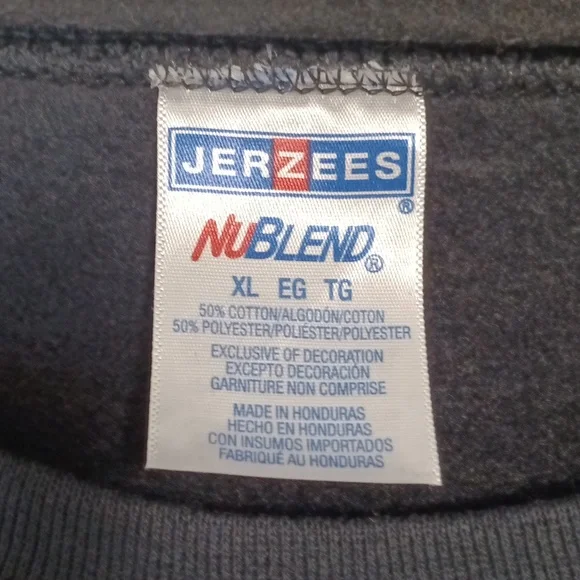 JERZEES
®
NUBLEND®
XL EG TG
50% COTTON/ALGODÓN/COTON
50% POLYESTER/POLIÉSTER/POLYESTER
EXCLUSIVE OF DECORATION
EXCEPTO DECORACIÓN
GARNITURE NON COMPRISE
MADE IN HONDURAS
HECHO EN HONDURAS
CON INSUMOS IMPORTADOS
FABRIQUÉ AU HONDURAS